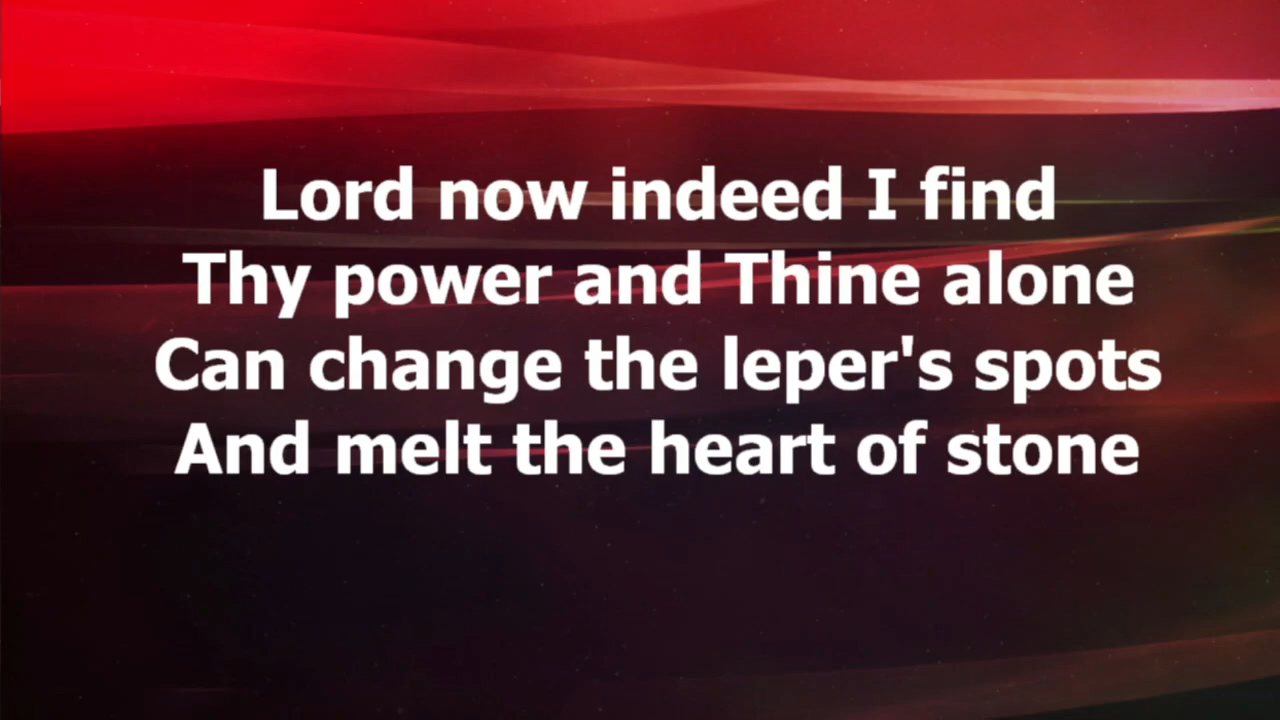 Lord now indeed I find
Thy power and Thine alone
Can change the leper's spots
And melt the heart of stone